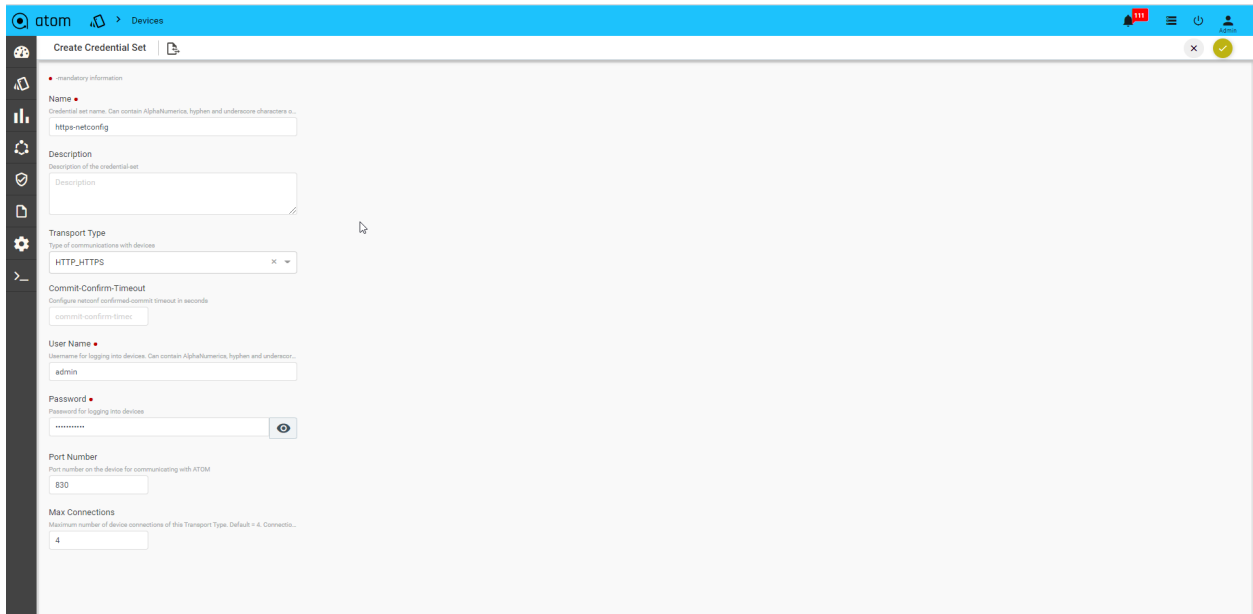 atom > Devices
111
Admin
Create Credential Set
-mandatory information
Name
Credential set name. Can contain AlphaNumerics, hyphen and underscore characters o...
https-netconfig
Description
Description of the credential-set
Description
Transport Type
Type of communications with devices
HTTP_HTTPS
Commit-Confirm-Timeout
Configure netconf confirmed-commit timeout in seconds
commit-confirm-timec
User Name
Username for logging into devices. Can contain AlphaNumerics, hyphen and underscor...
admin
Password
Password for logging into devices
Port Number
Port number on the device for communicating with ATOM
830
Max Connections
Maximum number of device connections of this Transport Type. Default = 4. Connectio...
4